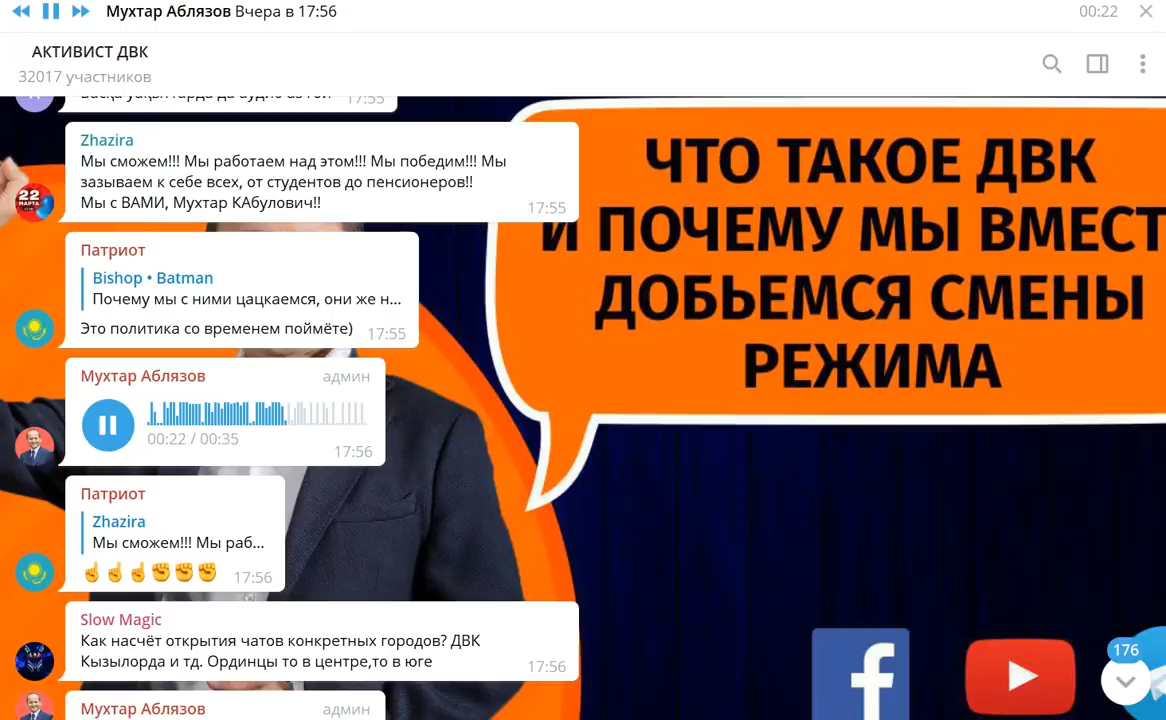 Мухтар Аблязов Вчера в 17:56
00:22
АКТИВИСТ ДВК
32017 участников
17:55
Zhazira
Мы сможем!!! Мы работаем над этом!!! Мы победим!!! Мы
зазываем к себе всех, от студентов до пенсионеров!!
Мы с ВАМИ, Мухтар КАбулович!!
17:55
22
МАРТА
Патриот
Bishop • Batman
Почему мы с ними цацкаемся, они же н...
Это политика со временем поймёте)
17:55
Мухтар Аблязов
админ
00:22 / 00:35
17:56
Патриот
Zhazira
Мы сможем!!! Мы раб...
☝☝☝✊✊✊
17:56
Slow Magic
Как насчёт открытия чатов конкретных городов? ДВК
Кызылорда и тд. Ординцы то в центре,то в юге
17:56
Мухтар Аблязов
админ
ЧТО ТАКОЕ ДВК
И ПОЧЕМУ МЫ ВМЕСТ
ДОБЬЕМСЯ СМЕНЫ
РЕЖИМА
f
176